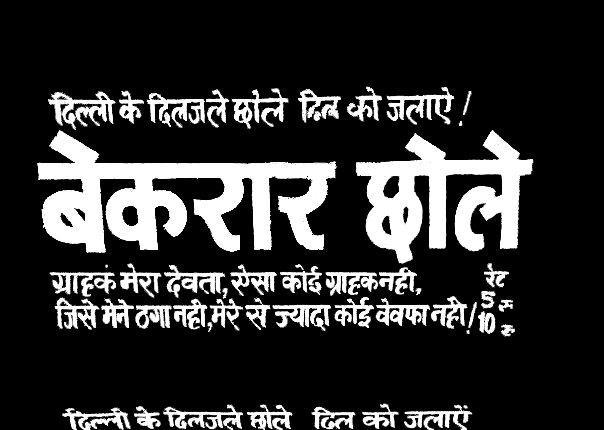 दिल्ली के दिलजले छोले दिल को जलाऐ!
बेकरार छोले
ग्राहक मेरा देवता, ऐसा कोई ग्राहक नही,
जिसे मेने ठगा नही, मेरे से ज्यादा कोई वेवफा नही!
रेट
5 रू
10 रू
दिल्ली के दिलजले छोले दिल को जलाऐं